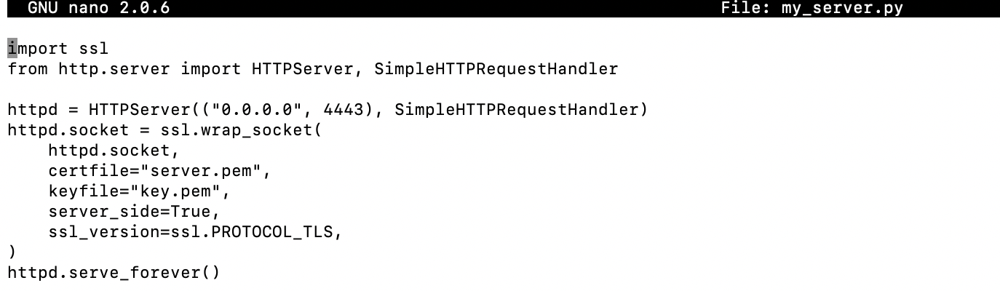 GNU nano 2.0.6 File: my_server.py
import ssl
from http.server import HTTPServer, SimpleHTTPRequestHandler
httpd = HTTPServer(("0.0.0.0", 4443), SimpleHTTPRequestHandler)
httpd.socket = ssl.wrap_socket(
    httpd.socket,
    certfile="server.pem",
    keyfile="key.pem",
    server_side=True,
    ssl_version=ssl.PROTOCOL_TLS,
)
httpd.serve_forever()